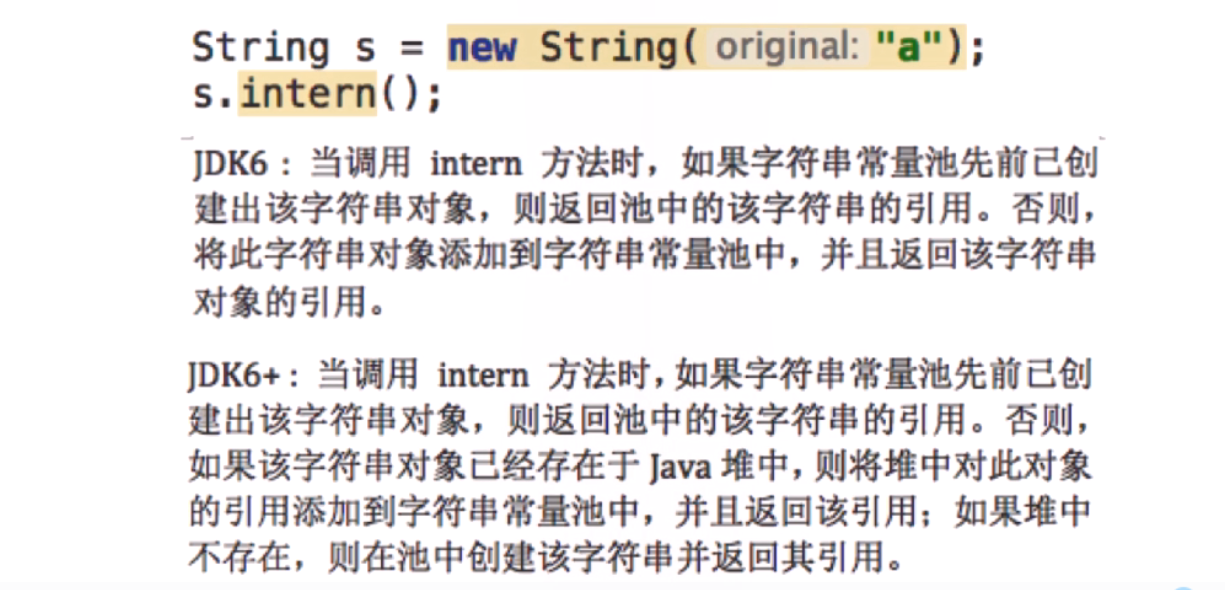 String s = new String( original: "a");
s.intern();
JDK6：当调用 intern 方法时，如果字符串常量池先前已创
建出该字符串对象，则返回池中的该字符串的引用。否则，
将此字符串对象添加到字符串常量池中，并且返回该字符串
对象的引用。
JDK6+：当调用 intern 方法时，如果字符串常量池先前已创
建出该字符串对象，则返回池中的该字符串的引用。否则，
如果该字符串对象已经存在于 Java 堆中，则将堆中对此对象
的引用添加到字符串常量池中，并且返回该引用；如果堆中
不存在，则在池中创建该字符串并返回其引用。